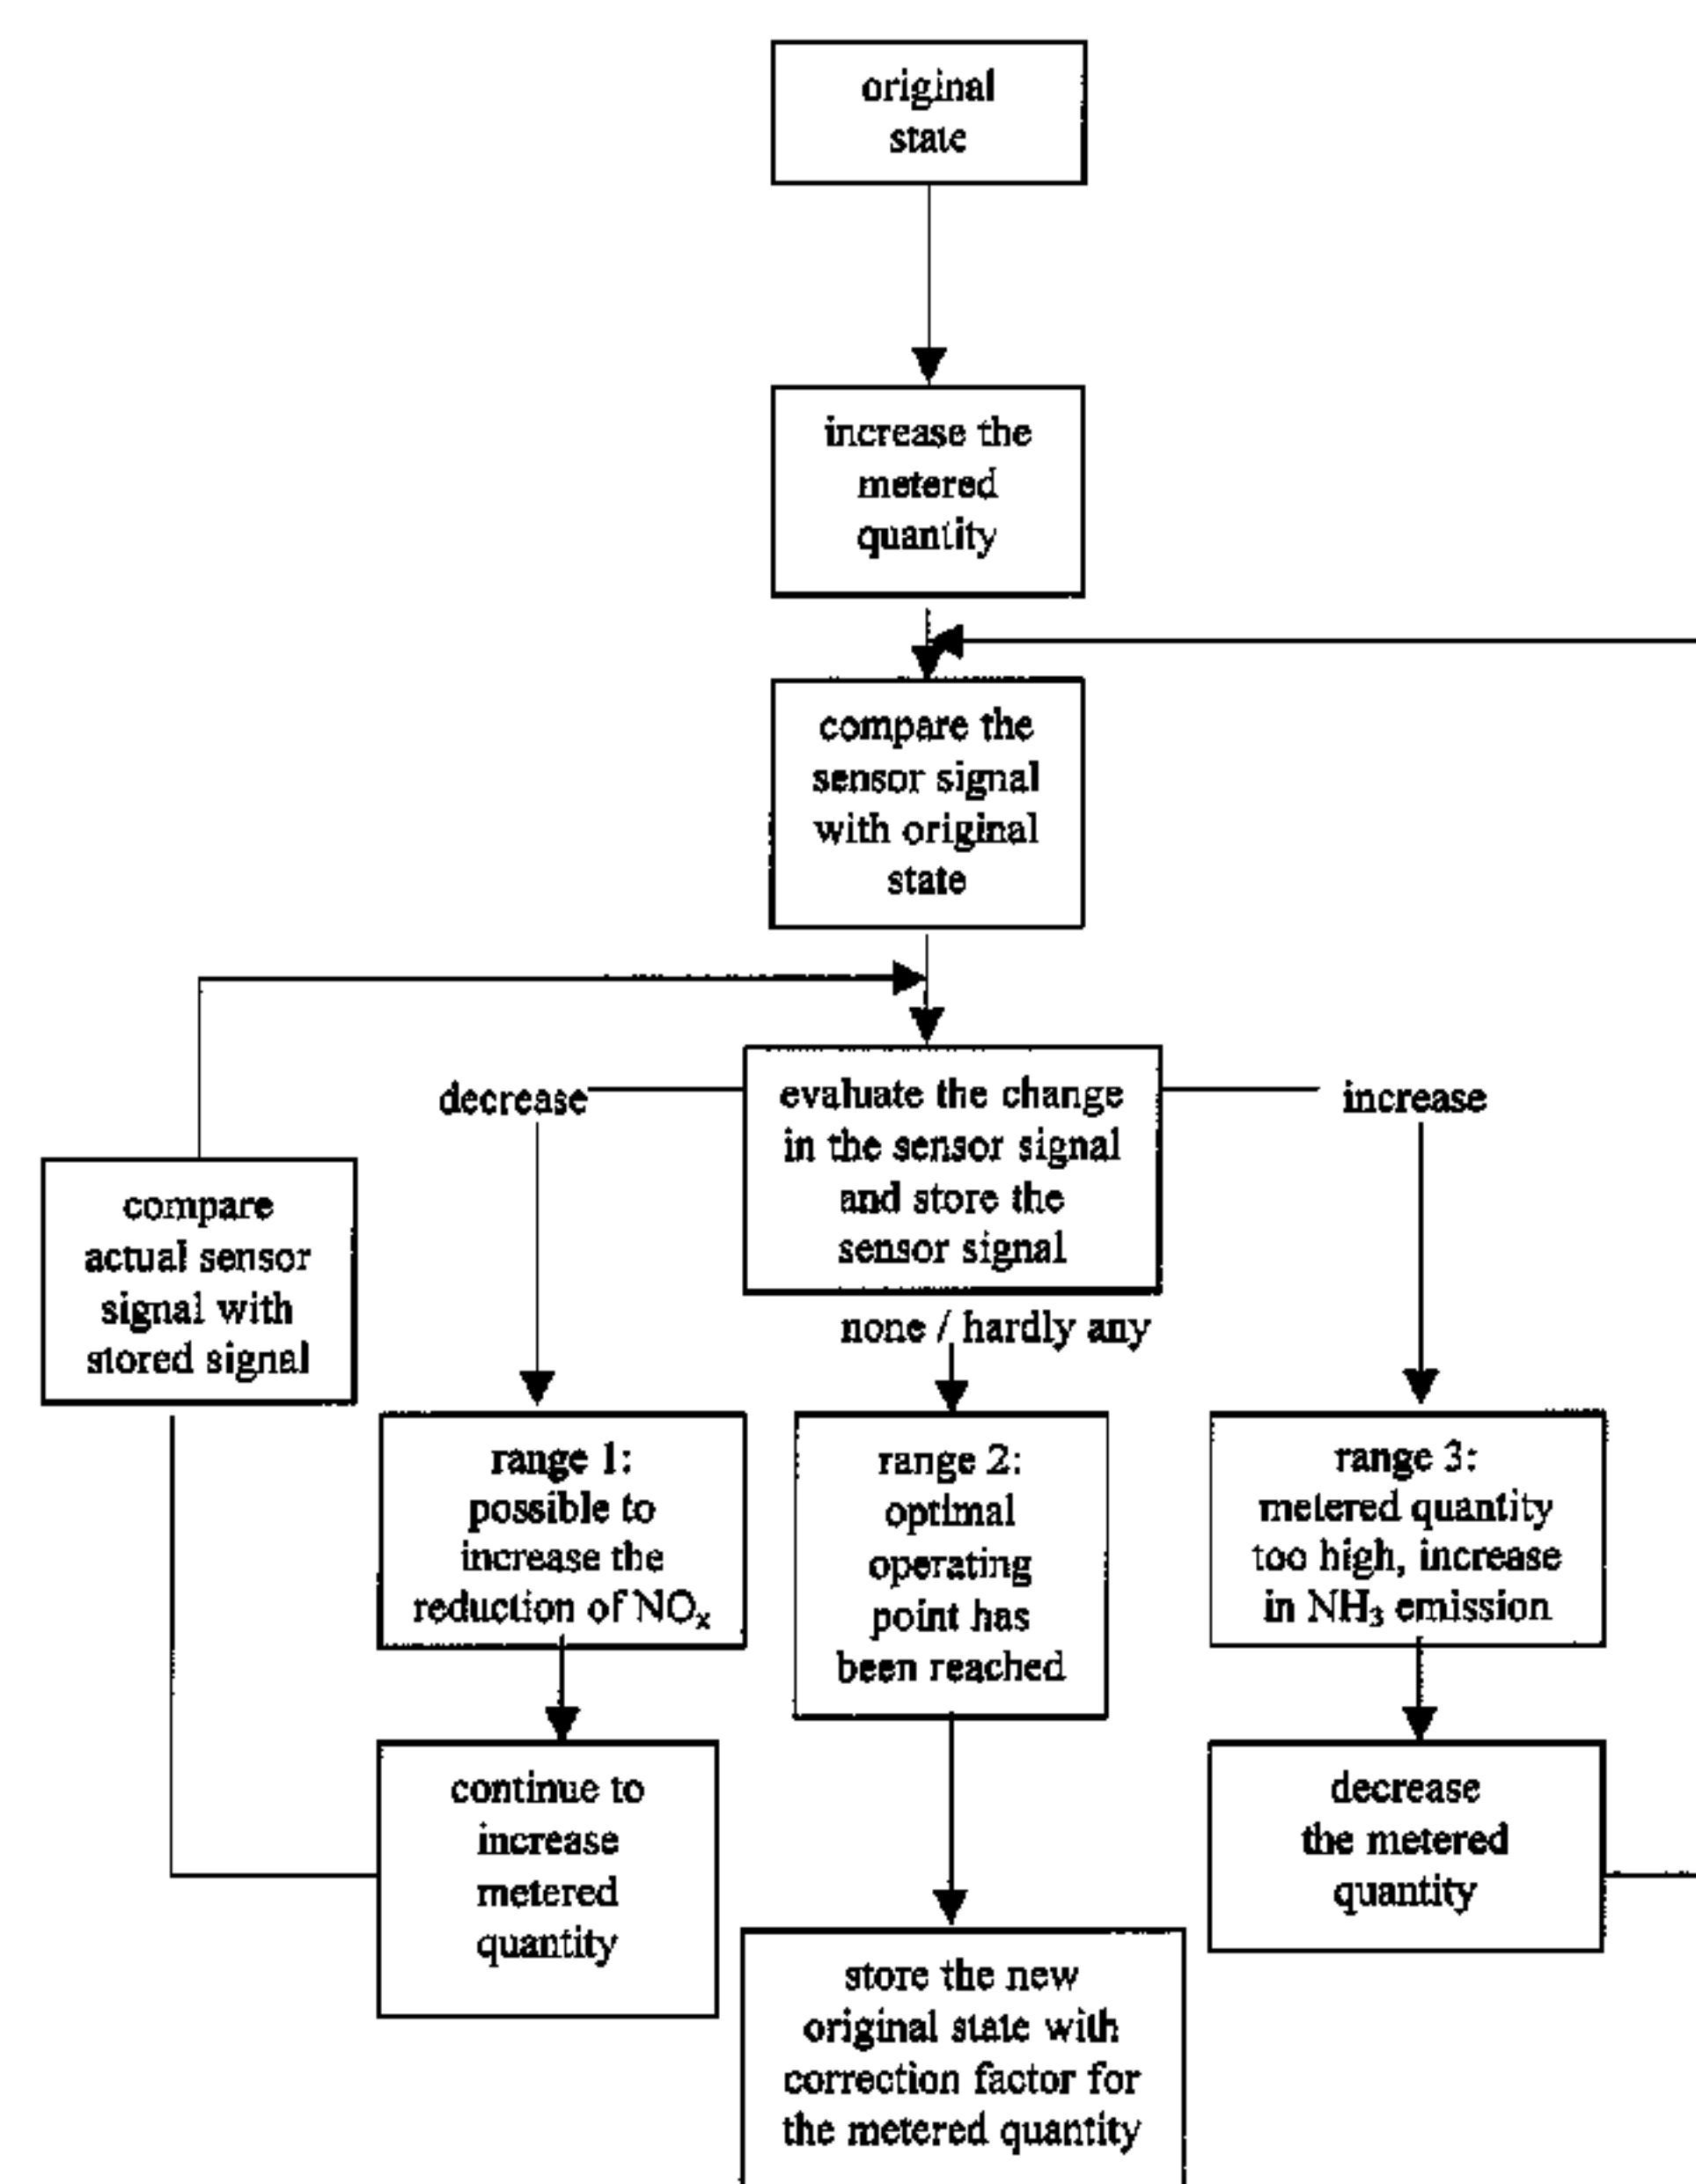 original
state
increase the
metered
quantity
compare the
sensor signal
with original
state
decrease
evaluate the change
in the sensor signal
and store the
sensor signal
increase
compare
actual sensor
signal with
stored signal
none / hardly any
range 1:
possible to
increase the
reduction of NOₓ
range 2:
optimal
operating
point has
been reached
range 3:
metered quantity
too high, increase
in NH₃ emission
continue to
increase
metered
quantity
decrease
the metered
quantity
store the new
original state with
correction factor for
the metered quantity